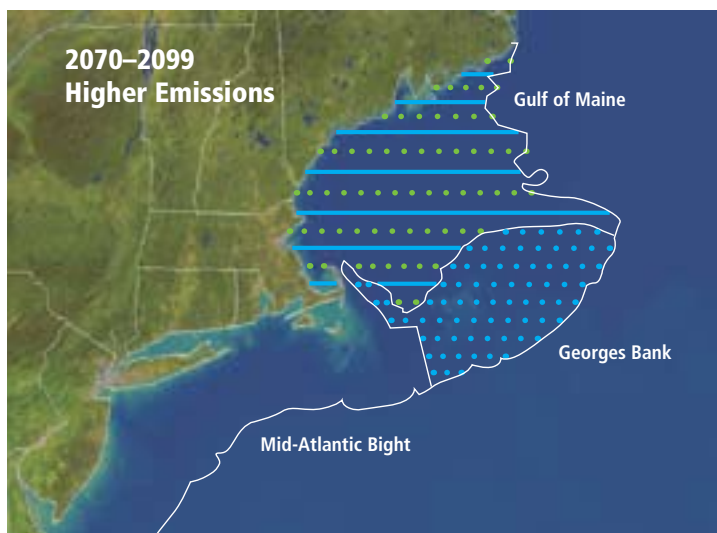 2070–2099
Higher Emissions
Gulf of Maine
Georges Bank
Mid-Atlantic Bight